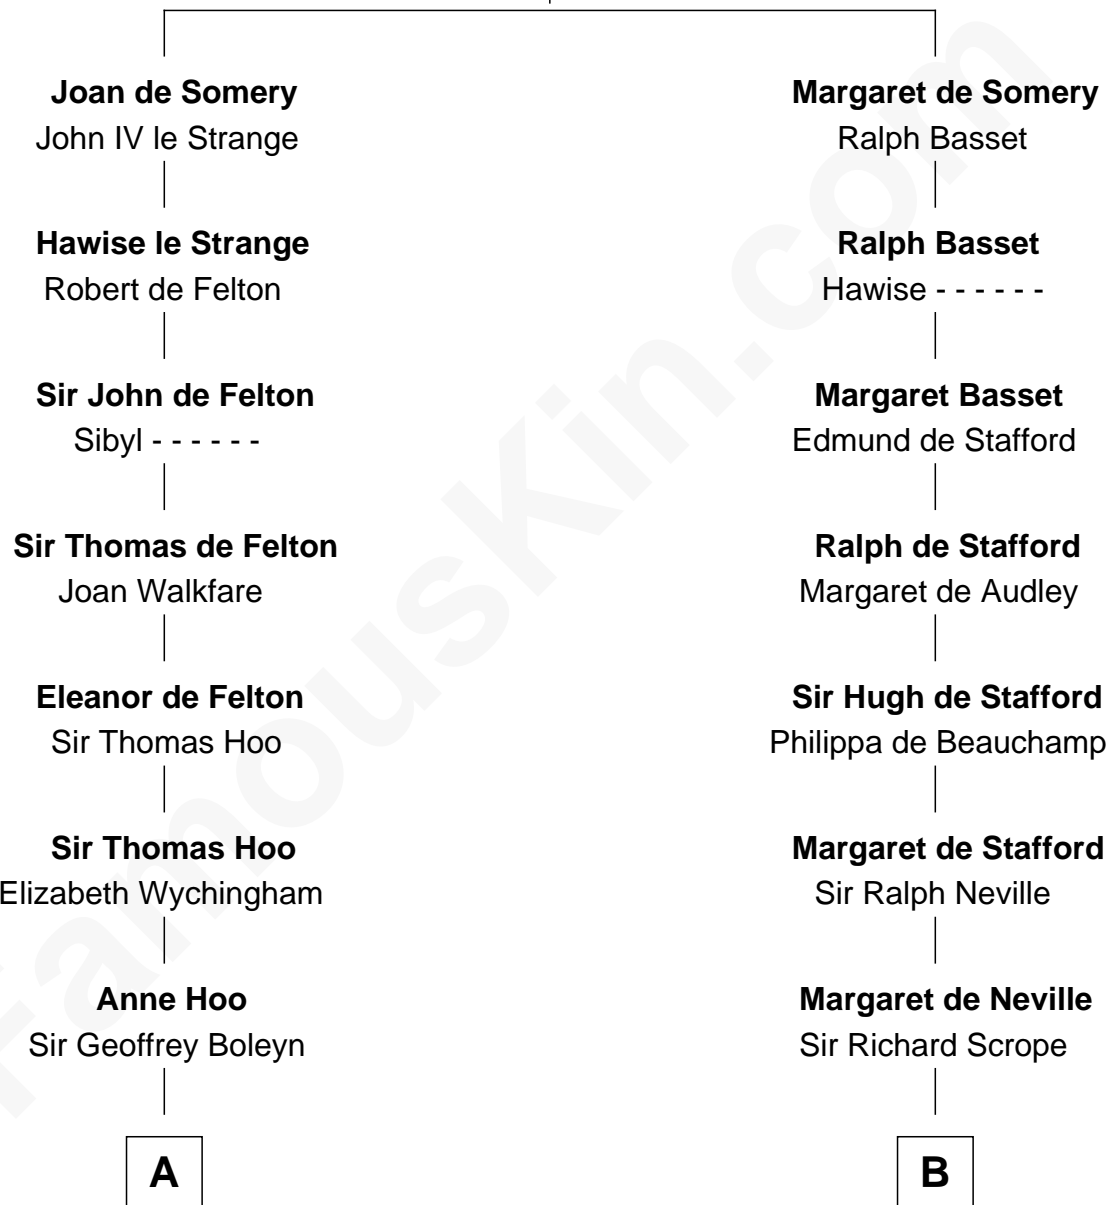 Joan de Somery
John IV le Strange
Hawise le Strange
Robert de Felton
Sir John de Felton
Sibyl - - - - - -
Sir Thomas de Felton
Joan Walkfare
Eleanor de Felton
Sir Thomas Hoo
Sir Thomas Hoo
Elizabeth Wychingham
Anne Hoo
Sir Geoffrey Boleyn
A
Margaret de Somery
Ralph Basset
Ralph Basset
Hawise - - - - - -
Margaret Basset
Edmund de Stafford
Ralph de Stafford
Margaret de Audley
Sir Hugh de Stafford
Philippa de Beauchamp
Margaret de Stafford
Sir Ralph Neville
Margaret de Neville
Sir Richard Scrope
B
FamousKin.com